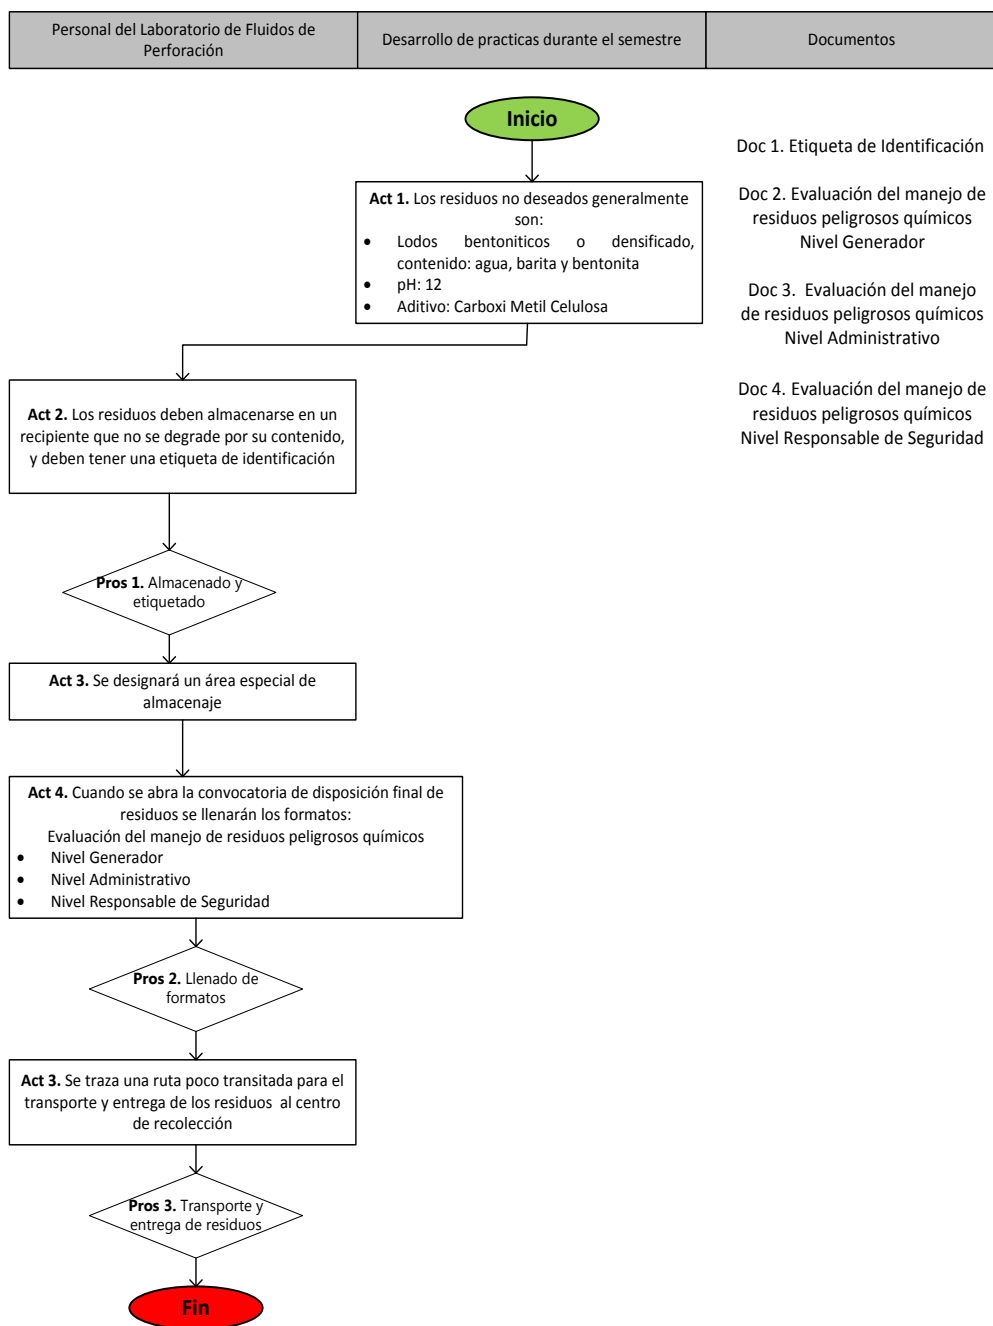 Personal del Laboratorio de Fluidos de
Perforación
Desarrollo de practicas durante el semestre
Documentos
Inicio
Doc 1. Etiqueta de Identificación
Doc 2. Evaluación del manejo de
residuos peligrosos químicos
Nivel Generador
Doc 3. Evaluación del manejo
de residuos peligrosos químicos
Nivel Administrativo
Doc 4. Evaluación del manejo de
residuos peligrosos químicos
Nivel Responsable de Seguridad
Act 1. Los residuos no deseados generalmente
son:
• Lodos bentoniticos o densificado,
contenido: agua, barita y bentonita
• pH: 12
• Aditivo: Carboxi Metil Celulosa
Act 2. Los residuos deben almacenarse en un
recipiente que no se degrade por su contenido,
y deben tener una etiqueta de identificación
Pros 1. Almacenado y
etiquetado
Act 3. Se designará un área especial de
almacenaje
Act 4. Cuando se abra la convocatoria de disposición final de
residuos se llenarán los formatos:
Evaluación del manejo de residuos peligrosos químicos
• Nivel Generador
• Nivel Administrativo
• Nivel Responsable de Seguridad
Pros 2. Llenado de
formatos
Act 3. Se traza una ruta poco transitada para el
transporte y entrega de los residuos al centro
de recolección
Pros 3. Transporte y
entrega de residuos
Fin